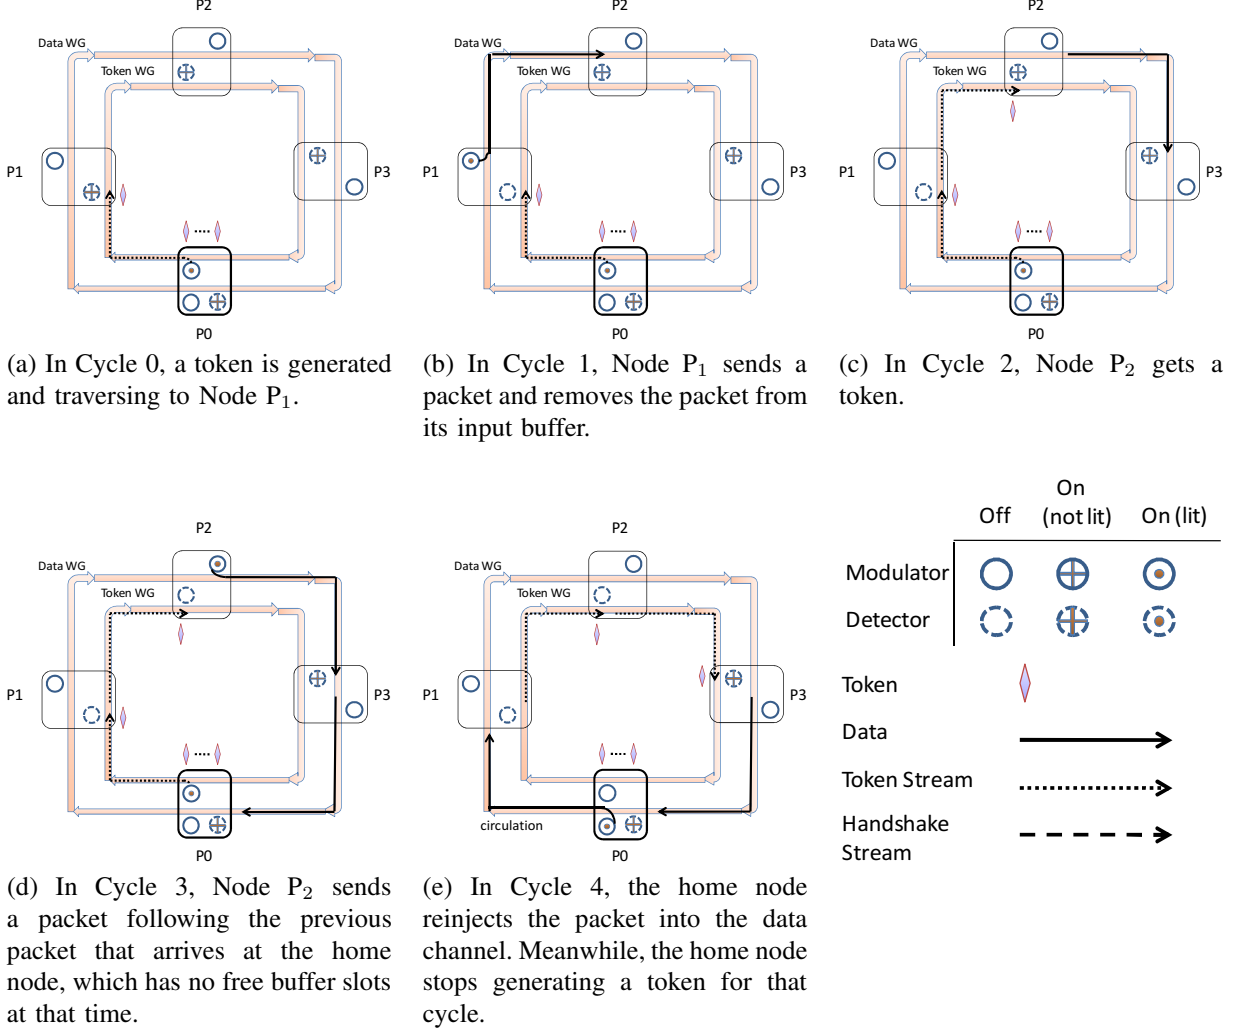 P2
Data WG
Token WG
P1
P3
P0
(a) In Cycle 0, a token is generated
and traversing to Node P₁.
P2
Data WG
Token WG
P1
P3
P0
(b) In Cycle 1, Node P₁ sends a
packet and removes the packet from
its input buffer.
P2
Data WG
Token WG
P1
P3
P0
(c) In Cycle 2, Node P₂ gets a
token.
P2
Data WG
Token WG
P1
P3
P0
(d) In Cycle 3, Node P₂ sends
a packet following the previous
packet that arrives at the home
node, which has no free buffer slots
at that time.
P2
Data WG
Token WG
P1
P3
circulation
P0
(e) In Cycle 4, the home node
reinjects the packet into the data
channel. Meanwhile, the home node
stops generating a token for that
cycle.
On
Off (not lit) On (lit)
Modulator
Detector
Token
Data
Token Stream
Handshake
Stream